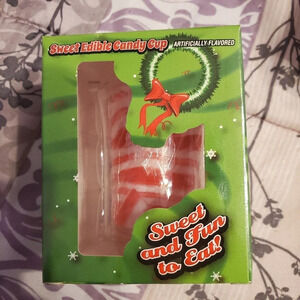 Sweet Edible Candy Cup
ARTIFICIALLY-FLAVORED
Sweet
and Fun
to Eat!